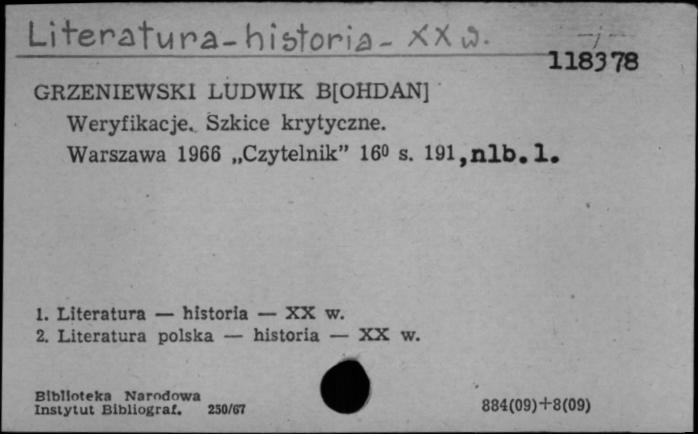 Literatura - historia - XX w.
118378
GRZENIEWSKI LUDWIK B[OHDAN]
Weryfikacje. Szkice krytyczne.
Warszawa 1966 „Czytelnik” 16⁰ s. 191, nlb. 1.
1. Literatura — historia — XX w.
2. Literatura polska — historia — XX w.
Biblioteka Narodowa
Instytut Bibliograf. 250/67
884(09)+8(09)